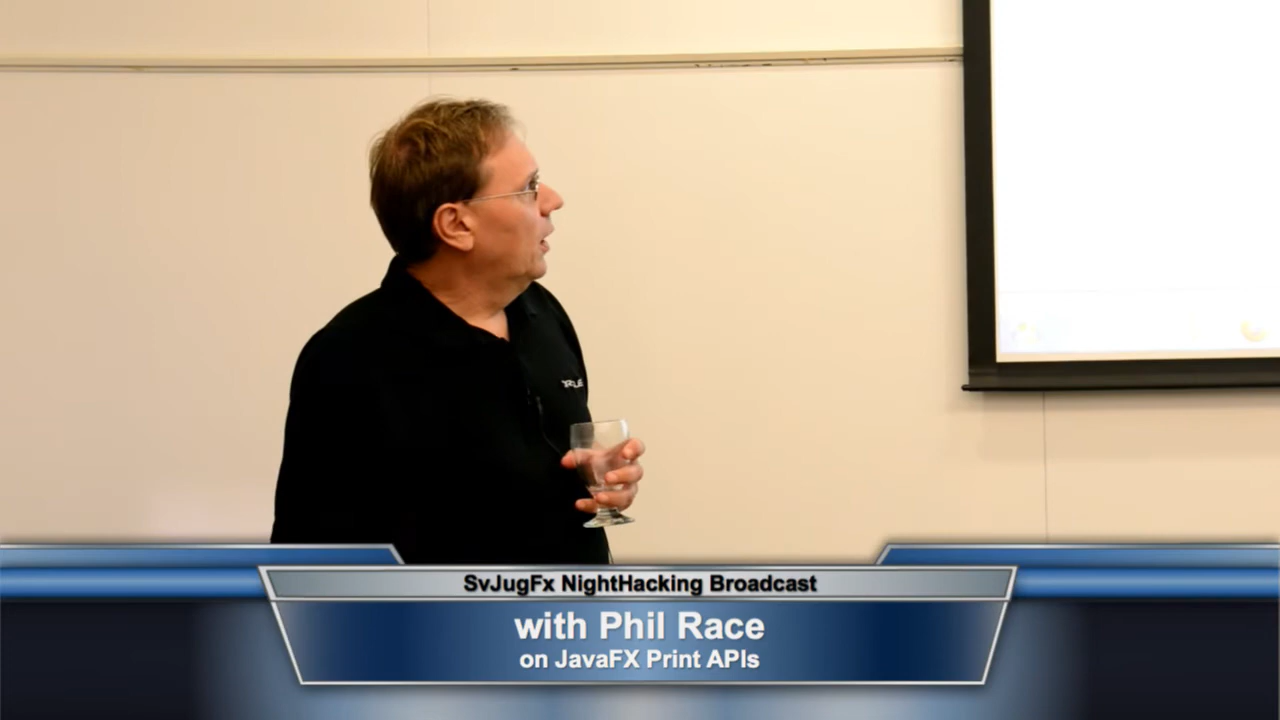 SvJugFx NightHacking Broadcast
with Phil Race
on JavaFX Print APIs